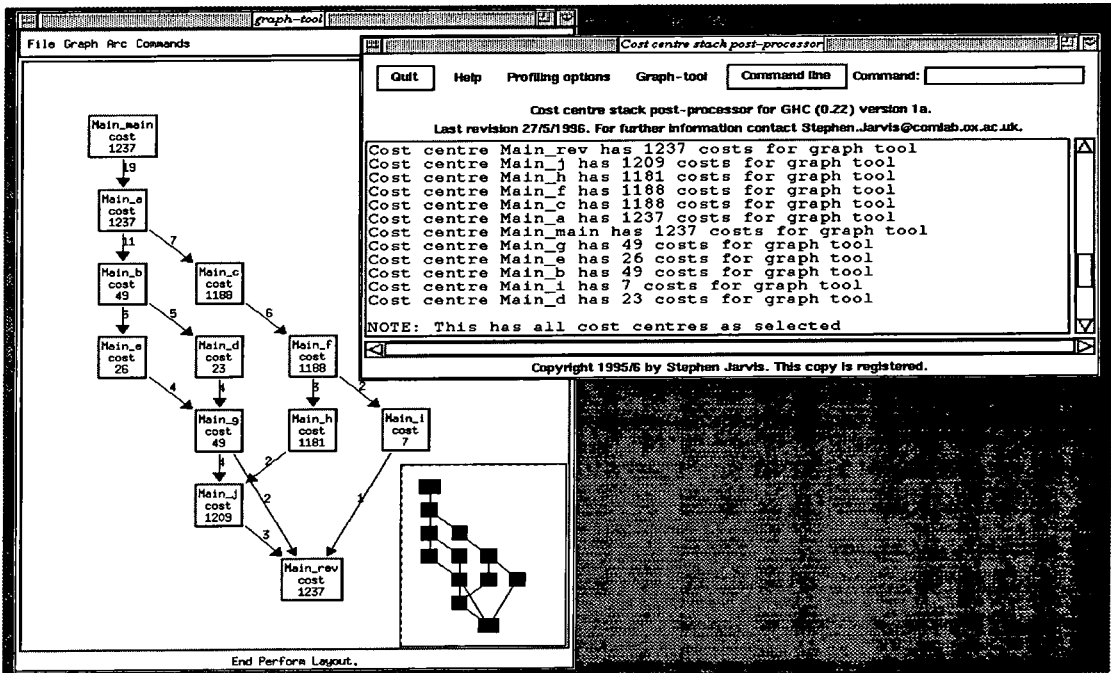 graph-tool
File Graph Arc Commands
Main_main
cost
1237
19
Main_a
cost
1237
11
7
Main_b
cost
49
Main_c
cost
1188
5
6
Main_e
cost
26
Main_d
cost
23
Main_f
cost
1188
4
4
3
2
Main_g
cost
49
Main_h
cost
1181
Main_i
cost
7
4
2
2
1
Main_j
cost
1209
3
Main_rev
cost
1237
End Perform Layout.
Cost centre stack post-processor
Quit Help Profiling options Graph-tool Command line Command:
Cost centre stack post-processor for GHC (0.22) version 1a.
Last revision 27/5/1996. For further information contact Stephen.Jarvis@comlab.ox.ac.uk.
Cost centre Main_rev has 1237 costs for graph tool
Cost centre Main_j has 1209 costs for graph tool
Cost centre Main_h has 1181 costs for graph tool
Cost centre Main_f has 1188 costs for graph tool
Cost centre Main_c has 1188 costs for graph tool
Cost centre Main_a has 1237 costs for graph tool
Cost centre Main_main has 1237 costs for graph tool
Cost centre Main_g has 49 costs for graph tool
Cost centre Main_e has 26 costs for graph tool
Cost centre Main_b has 49 costs for graph tool
Cost centre Main_i has 7 costs for graph tool
Cost centre Main_d has 23 costs for graph tool
NOTE: This has all cost centres as selected
Copyright 1995/6 by Stephen Jarvis. This copy is registered.